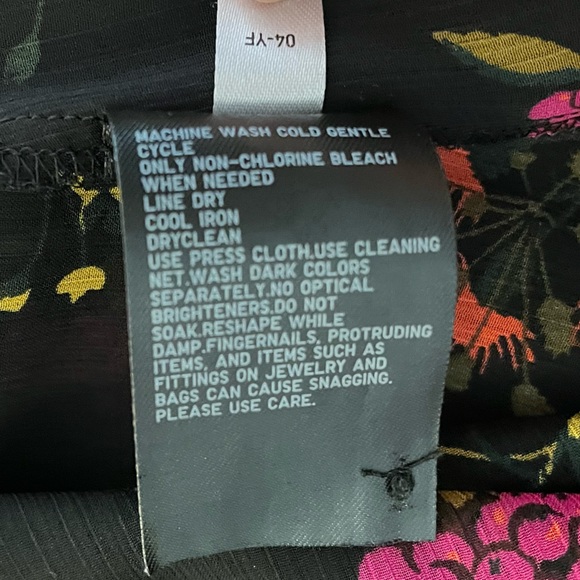 04-YF
MACHINE WASH COLD GENTLE
CYCLE
ONLY NON-CHLORINE BLEACH
WHEN NEEDED
LINE DRY
COOL IRON
DRYCLEAN
USE PRESS CLOTH.USE CLEANING
NET.WASH DARK COLORS
SEPARATELY.NO OPTICAL
BRIGHTENERS.DO NOT
SOAK.RESHAPE WHILE
DAMP.FINGERNAILS, PROTRUDING
ITEMS, AND ITEMS SUCH AS
FITTINGS ON JEWELRY AND
BAGS CAN CAUSE SNAGGING.
PLEASE USE CARE.